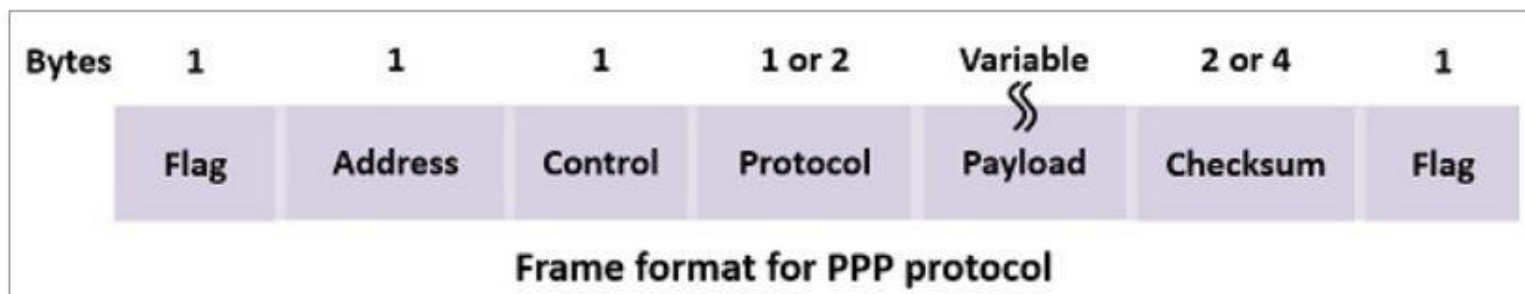 Bytes 1 1 1 1 or 2 Variable 2 or 4 1
Flag Address Control Protocol Payload Checksum Flag
Frame format for PPP protocol